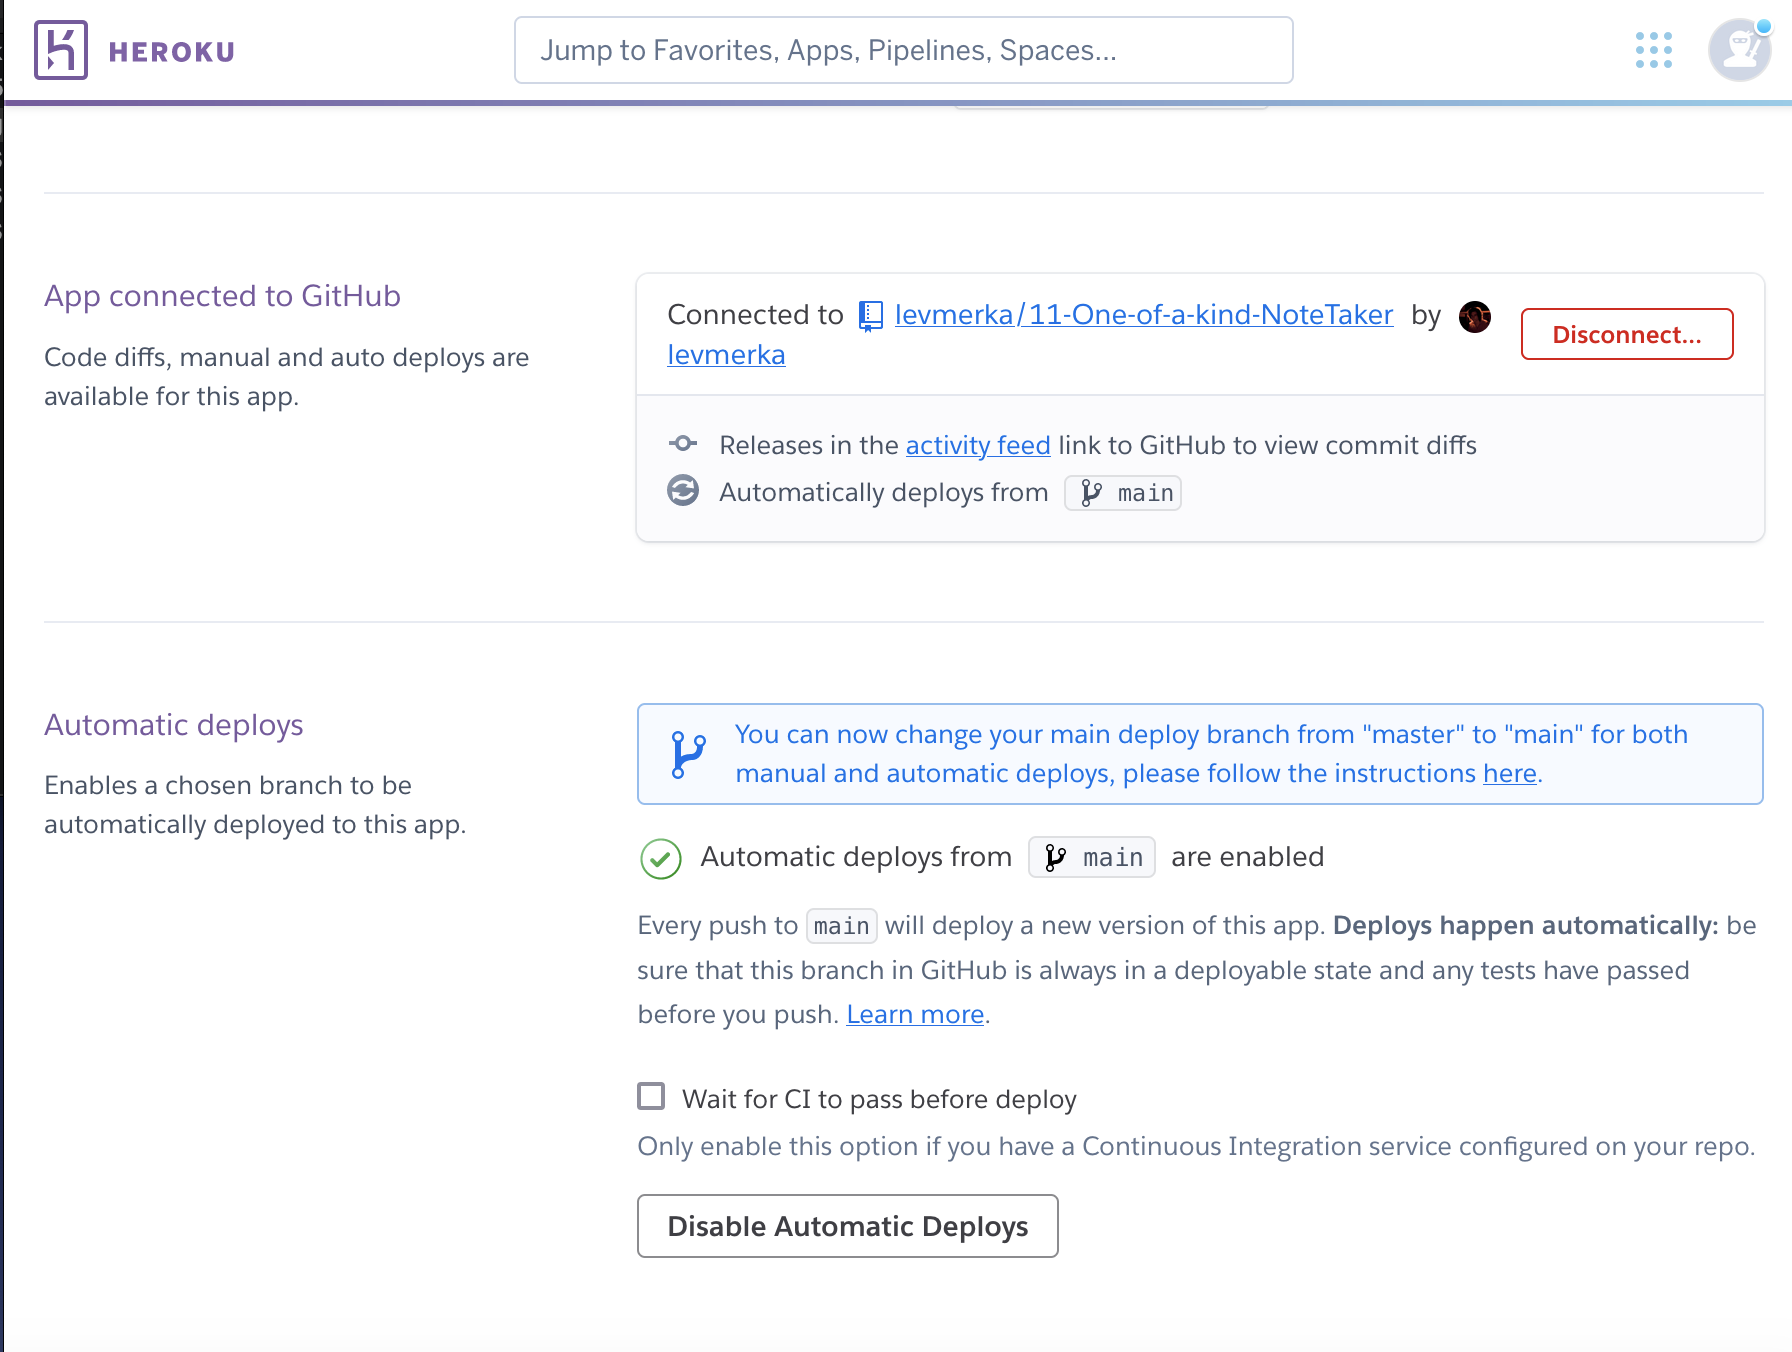 HEROKU
Jump to Favorites, Apps, Pipelines, Spaces...
App connected to GitHub
Code diffs, manual and auto deploys are
available for this app.
Connected to levmerka/11-One-of-a-kind-NoteTaker by
levmerka
Disconnect...
Releases in the activity feed link to GitHub to view commit diffs
Automatically deploys from main
Automatic deploys
Enables a chosen branch to be
automatically deployed to this app.
You can now change your main deploy branch from "master" to "main" for both
manual and automatic deploys, please follow the instructions here.
Automatic deploys from main are enabled
Every push to main will deploy a new version of this app. Deploys happen automatically: be
sure that this branch in GitHub is always in a deployable state and any tests have passed
before you push. Learn more.
Wait for CI to pass before deploy
Only enable this option if you have a Continuous Integration service configured on your repo.
Disable Automatic Deploys